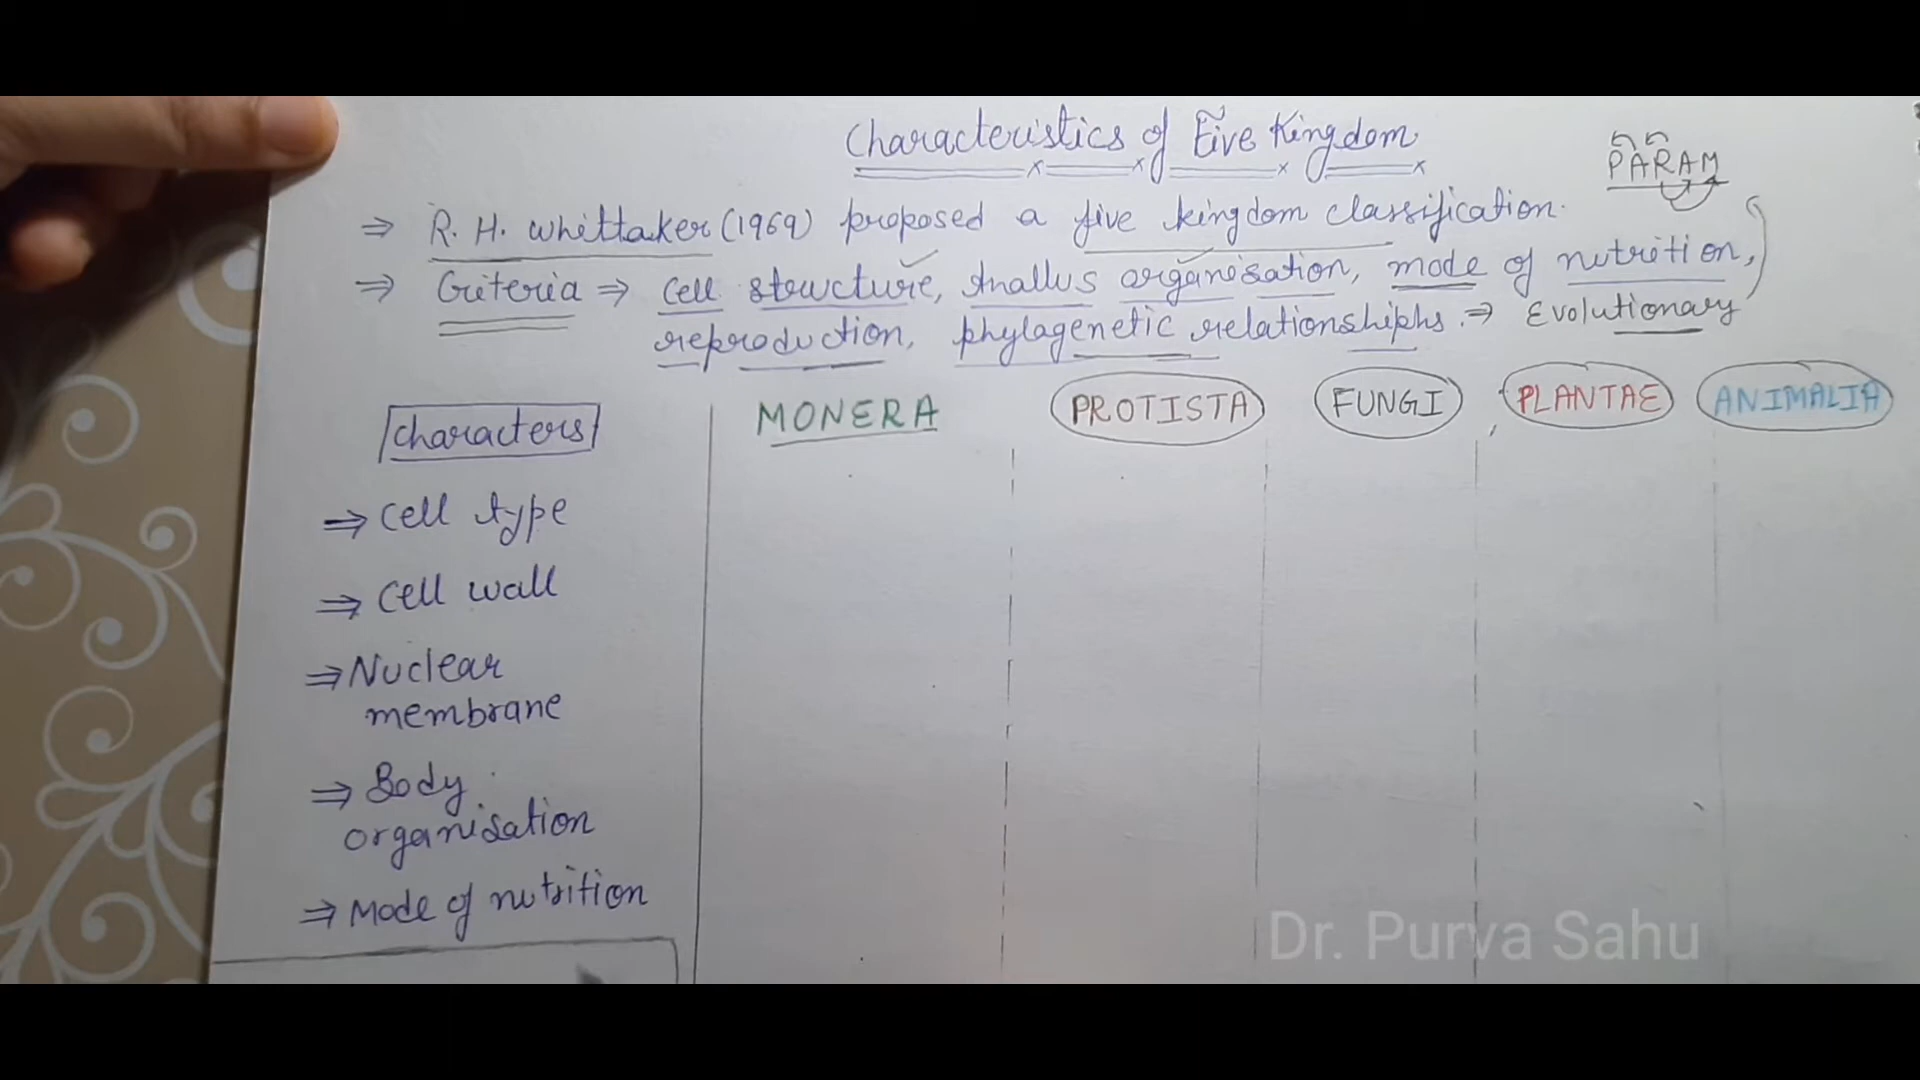 Characteristics of Five Kingdom
PARAM
⇒ R. H. Whittaker (1969) proposed a five kingdom classification.
⇒ Criteria ⇒ Cell structure, thallus organisation, mode of nutrition,
reproduction, phylagenetic relationships. ⇒ Evolutionary
Characters MONERA PROTISTA FUNGI PLANTAE ANIMALIA
⇒ Cell type
⇒ Cell wall
⇒ Nuclear
membrane
⇒ Body
organisation
⇒ Mode of nutrition
Dr. Purva Sahu